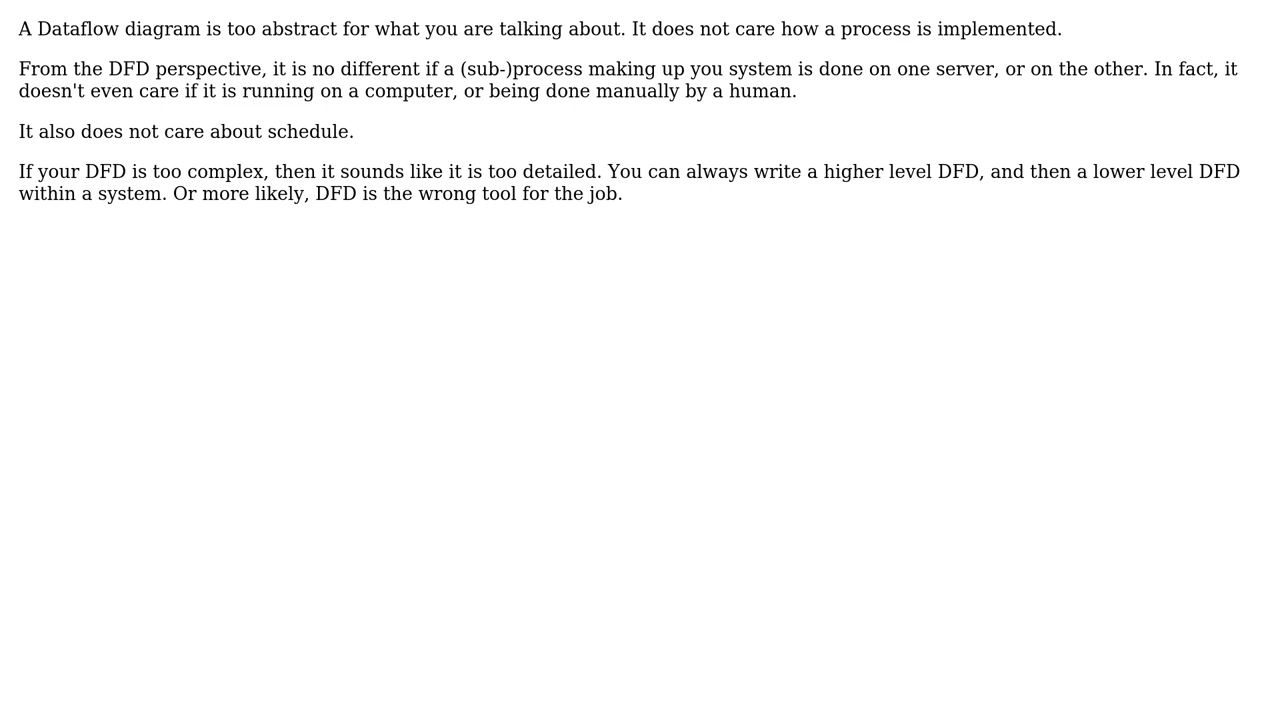 A Dataflow diagram is too abstract for what you are talking about. It does not care how a process is implemented.
From the DFD perspective, it is no different if a (sub-)process making up you system is done on one server, or on the other. In fact, it
doesn't even care if it is running on a computer, or being done manually by a human.
It also does not care about schedule.
If your DFD is too complex, then it sounds like it is too detailed. You can always write a higher level DFD, and then a lower level DFD
within a system. Or more likely, DFD is the wrong tool for the job.